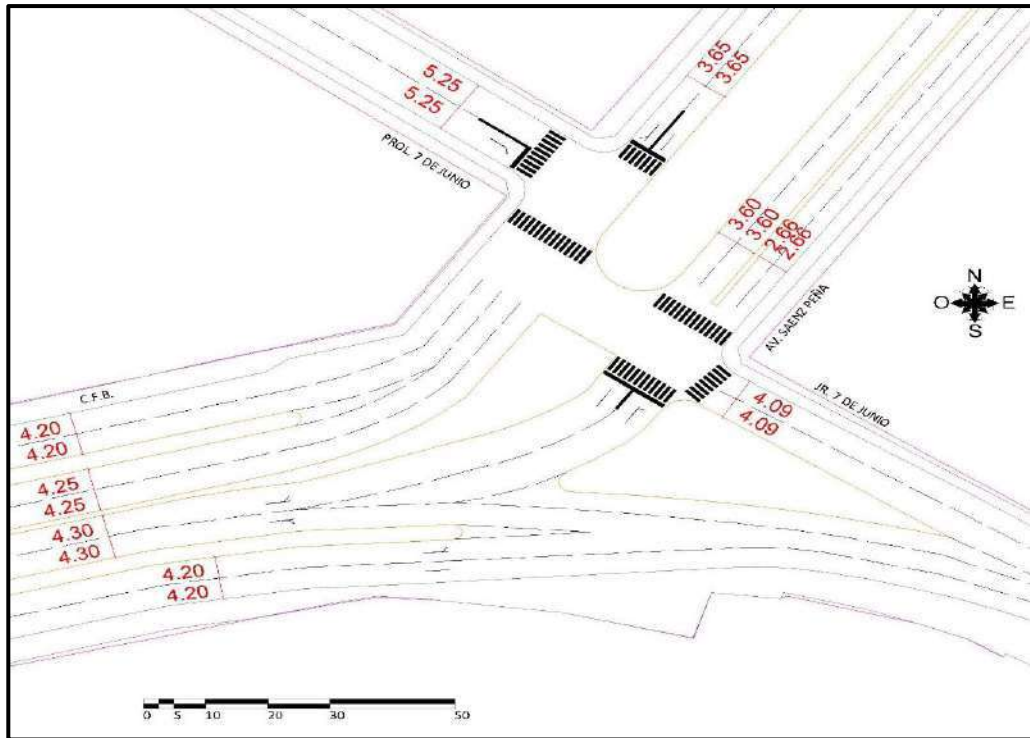 5.25
5.25
3.65
3.65
PROL. 7 DE JUNIO
3.60
3.60
2.66
2.66
AV. SAENZ PEÑA
N
O E
S
C.F.B.
JR. 7 DE JUNIO
4.09
4.09
4.20
4.20
4.25
4.25
4.30
4.30
4.20
4.20
0 5 10 20 30 50